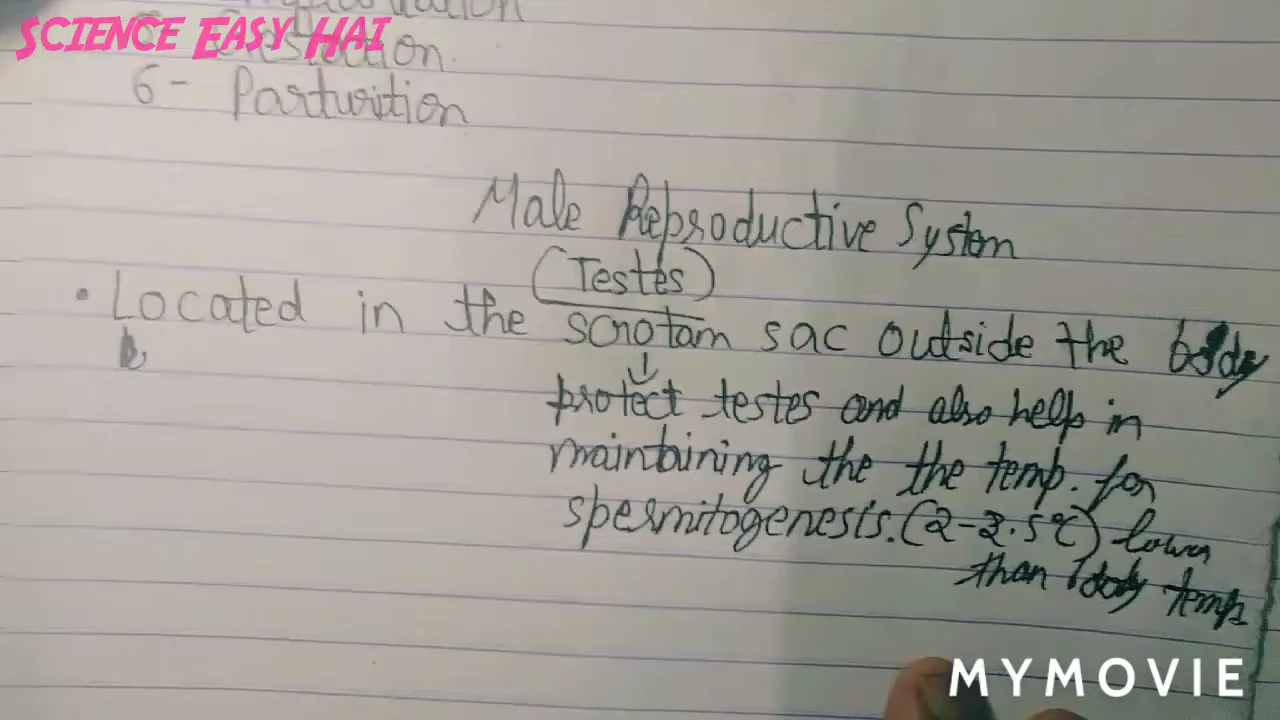 SCIENCE EASY HAI
6 - Parturition
Male Reproductive System
(Testes)
• Located in the scrotam sac outside the body
protect testes and also help in
maintaining the the temp. for
spermitogenesis. (2-2.5°C) lower
than body temp
MYMOVIE